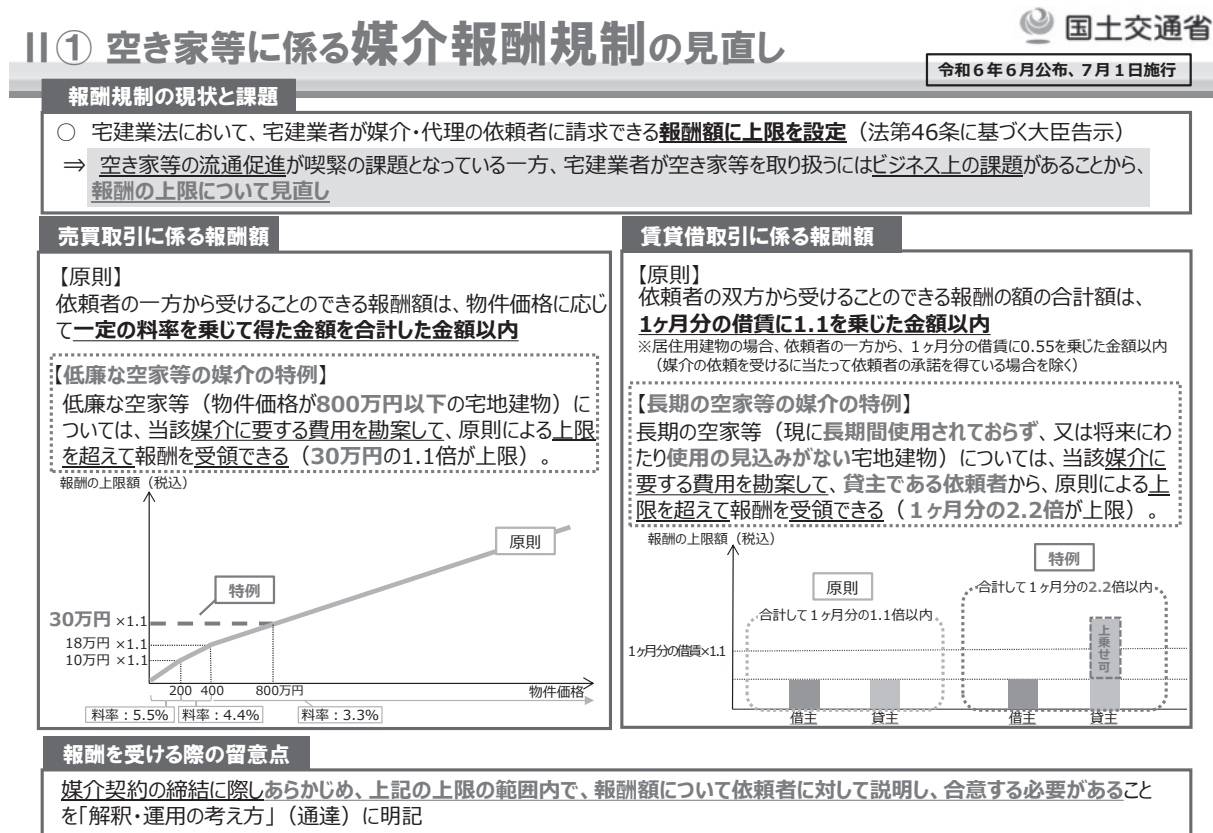 II① 空き家等に係る媒介報酬規制の見直し
国土交通省
令和6年6月公布、7月1日施行
報酬規制の現状と課題
○ 宅建業法において、宅建業者が媒介・代理の依頼者に請求できる報酬額に上限を設定（法第46条に基づく大臣告示）
⇒ 空き家等の流通促進が喫緊の課題となっている一方、宅建業者が空き家等を取り扱うにはビジネス上の課題があることから、
報酬の上限について見直し
売買取引に係る報酬額
【原則】
依頼者の一方から受けることのできる報酬額は、物件価格に応じ
て一定の料率を乗じて得た金額を合計した金額以内
【低廉な空家等の媒介の特例】
低廉な空家等（物件価格が800万円以下の宅地建物）に
ついては、当該媒介に要する費用を勘案して、原則による上限
を超えて報酬を受領できる（30万円の1.1倍が上限）。
報酬の上限額（税込）
原則
特例
30万円 ×1.1
18万円 ×1.1
10万円 ×1.1
200 400 800万円 物件価格
料率：5.5% 料率：4.4% 料率：3.3%
賃貸借取引に係る報酬額
【原則】
依頼者の双方から受けることのできる報酬の額の合計額は、
1ヶ月分の借賃に1.1を乗じた金額以内
※居住用建物の場合、依頼者の一方から、1ヶ月分の借賃に0.55を乗じた金額以内
（媒介の依頼を受けるに当たって依頼者の承諾を得ている場合を除く）
【長期の空家等の媒介の特例】
長期の空家等（現に長期間使用されておらず、又は将来にわ
たり使用の見込みがない宅地建物）については、当該媒介に
要する費用を勘案して、貸主である依頼者から、原則による上
限を超えて報酬を受領できる（1ヶ月分の2.2倍が上限）。
報酬の上限額（税込）
原則
特例
合計して1ヶ月分の1.1倍以内
合計して1ヶ月分の2.2倍以内
1ヶ月分の借賃×1.1
上乗せ可
借主 貸主 借主 貸主
報酬を受ける際の留意点
媒介契約の締結に際しあらかじめ、上記の上限の範囲内で、報酬額について依頼者に対して説明し、合意する必要があること
を「解釈・運用の考え方」（通達）に明記